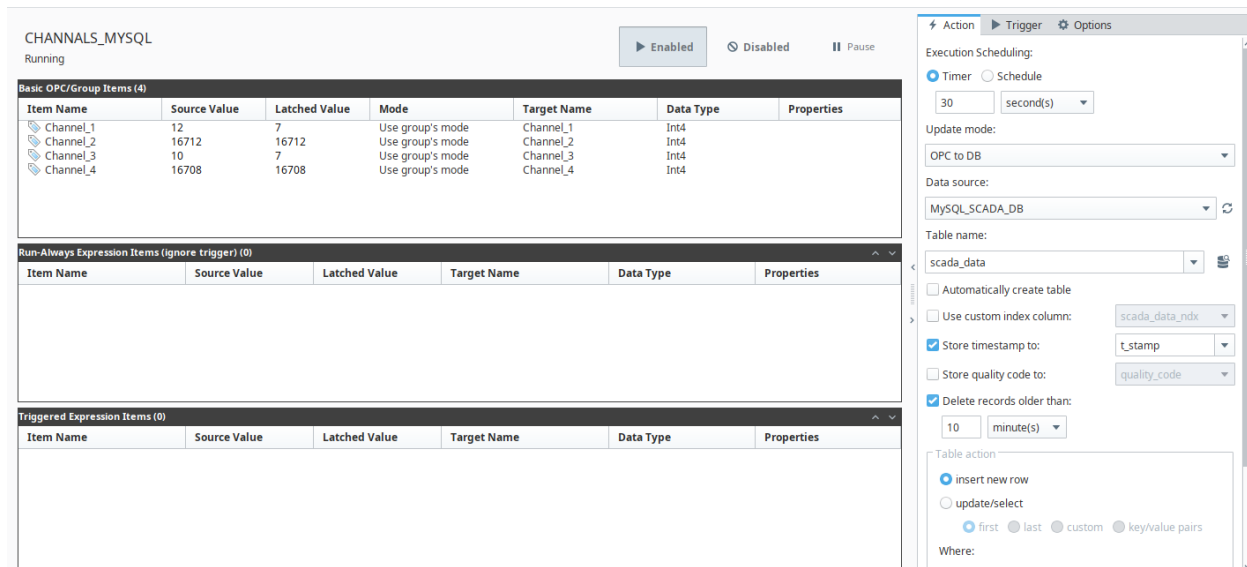 CHANNALS_MYSQL
Running
Enabled Disabled Pause
Basic OPC/Group Items (4)
Item Name Source Value Latched Value Mode Target Name Data Type Properties
Channel_1 12 7 Use group's mode Channel_1 Int4
Channel_2 16712 16712 Use group's mode Channel_2 Int4
Channel_3 10 7 Use group's mode Channel_3 Int4
Channel_4 16708 16708 Use group's mode Channel_4 Int4
Run-Always Expression Items (ignore trigger) (0)
Item Name Source Value Latched Value Target Name Data Type Properties
Triggered Expression Items (0)
Item Name Source Value Latched Value Target Name Data Type Properties
Action Trigger Options
Execution Scheduling:
Timer Schedule
30 second(s)
Update mode:
OPC to DB
Data source:
MySQL_SCADA_DB
Table name:
scada_data
Automatically create table
Use custom index column: scada_data_ndx
Store timestamp to: t_stamp
Store quality code to: quality_code
Delete records older than:
10 minute(s)
Table action
insert new row
update/select
first last custom key/value pairs
Where: